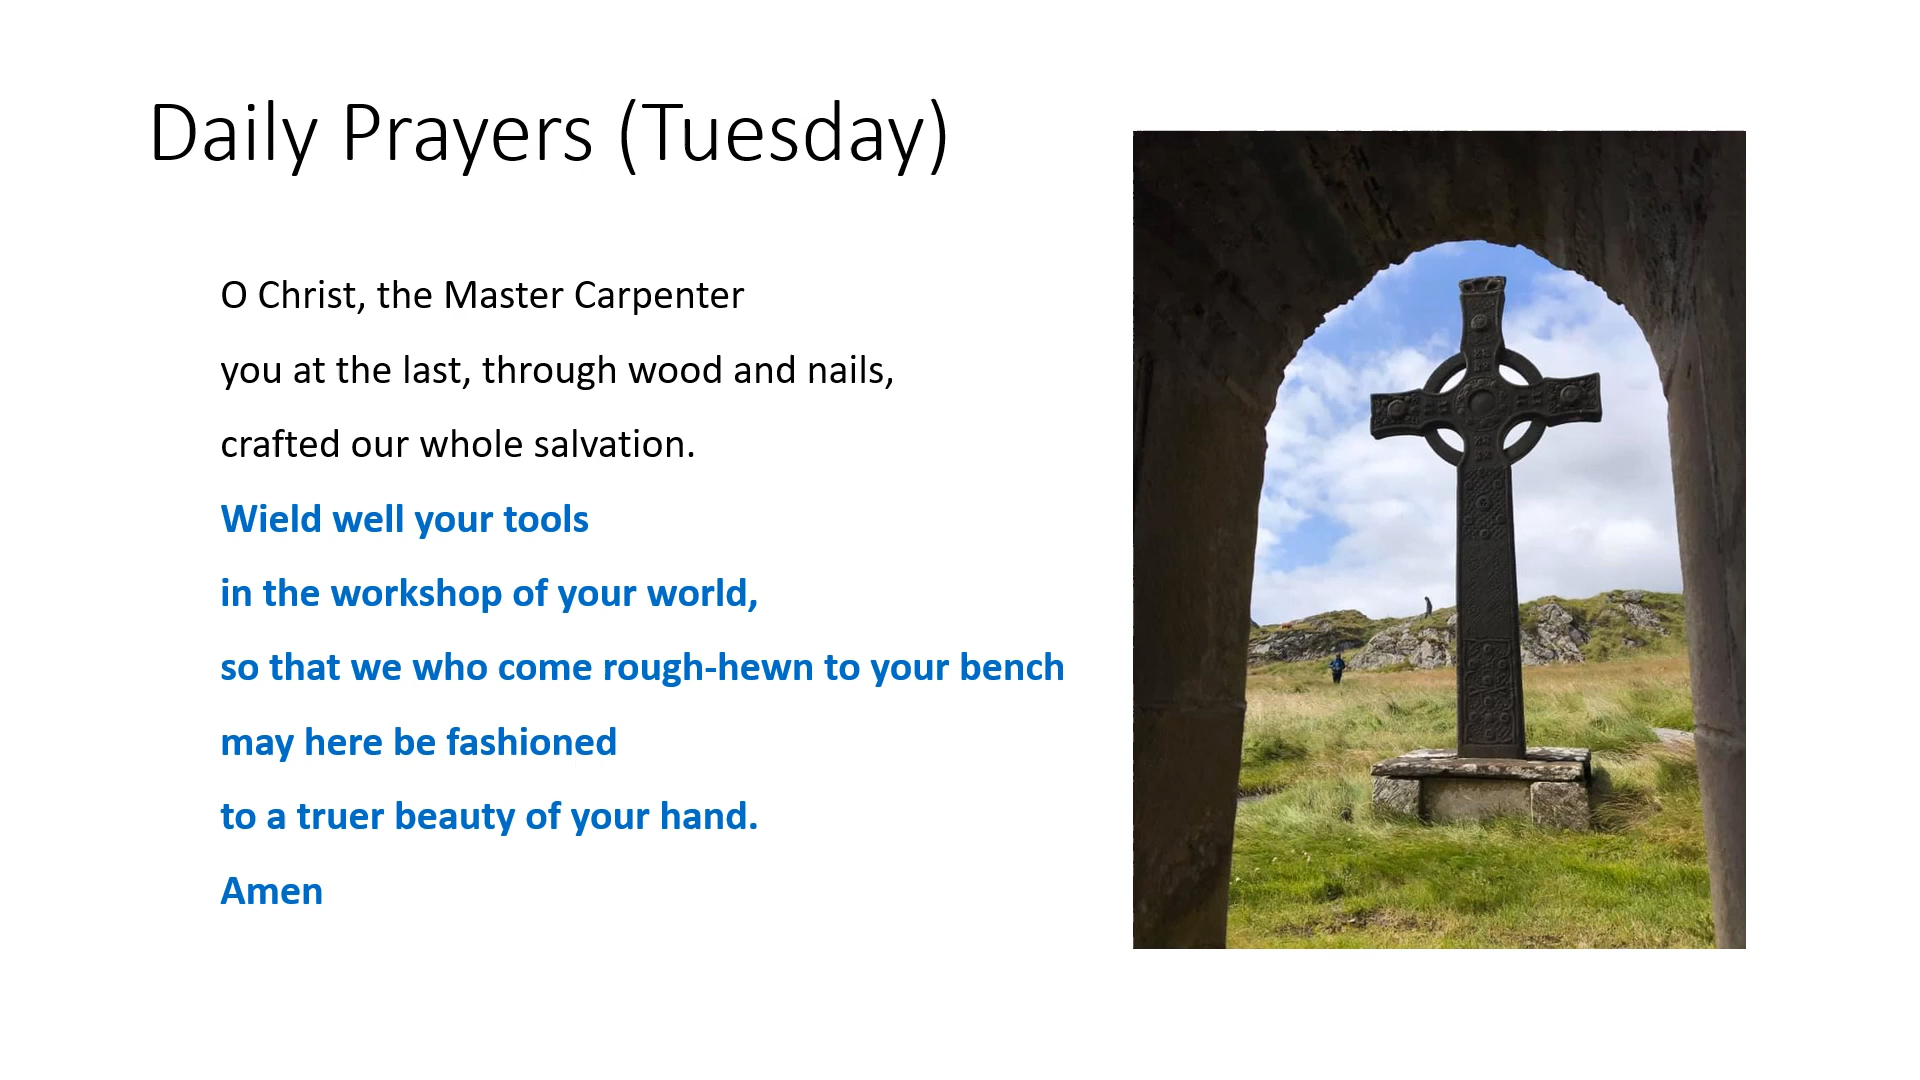 Daily Prayers (Tuesday)
O Christ, the Master Carpenter
you at the last, through wood and nails,
crafted our whole salvation.
Wield well your tools
in the workshop of your world,
so that we who come rough-hewn to your bench
may here be fashioned
to a truer beauty of your hand.
Amen